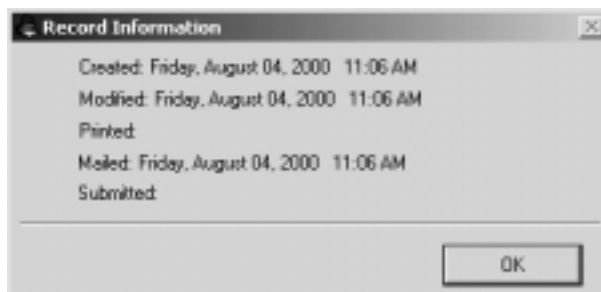 Record Information
Created: Friday, August 04, 2000 11:06 AM
Modified: Friday, August 04, 2000 11:06 AM
Printed:
Mailed: Friday, August 04, 2000 11:06 AM
Submitted:
OK